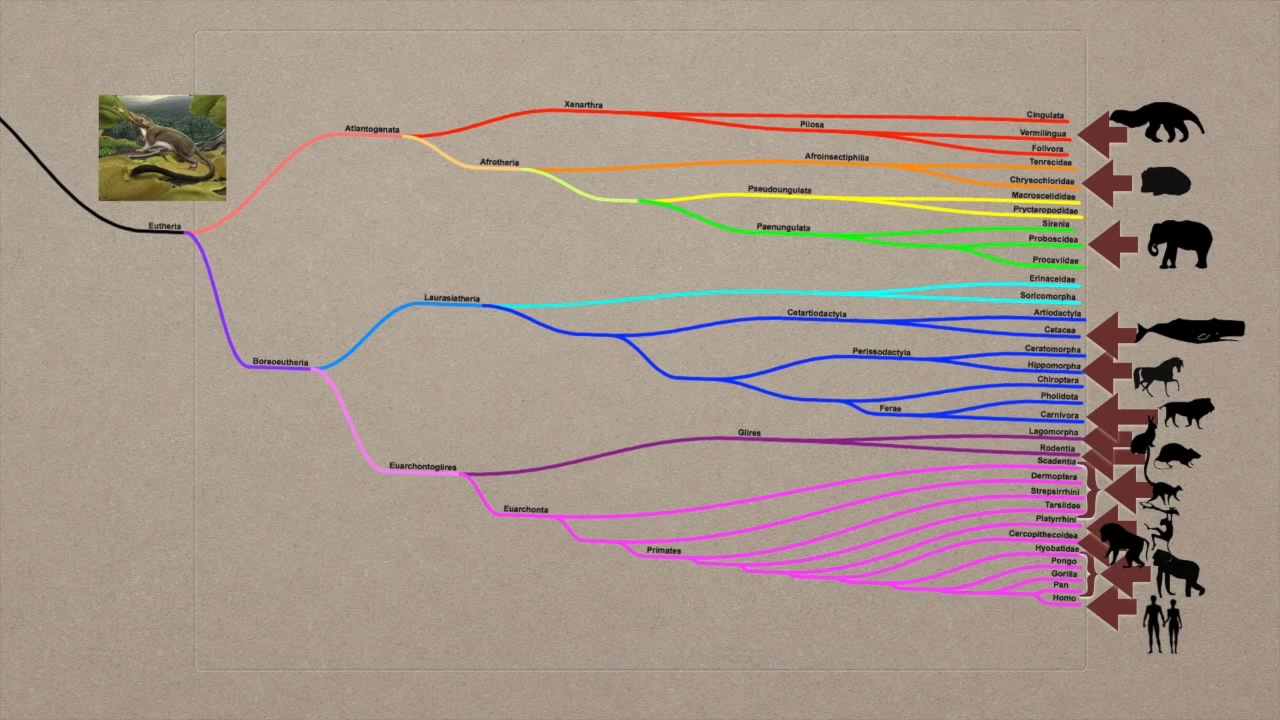 Xenarthra
Cingulata
Pilosa
Atlantogenata
Vermilingua
Folivora
Afroinsectiphilia
Afrotheria
Tenrecidae
Chrysochloridae
Pseudoungulata
Macroscelididae
Prycteropodidae
Eutheria
Paenungulata
Sirenia
Proboscidea
Procaviidae
Erinaceidae
Laurasiatheria
Soricomorpha
Cetartiodactyla
Artiodactyla
Cetacea
Ceratomorpha
Perissodactyla
Boreoeutheria
Hippomorpha
Chiroptera
Pholidota
Ferae
Carnivora
Glires
Lagomorpha
Rodentia
Euarchontoglires
Scadentia
Dermoptera
Strepsirrhini
Euarchonta
Tarsiidae
Platyrrhini
Cercopithecoidea
Primates
Hyobatidae
Pongo
Gorilla
Pan
Homo